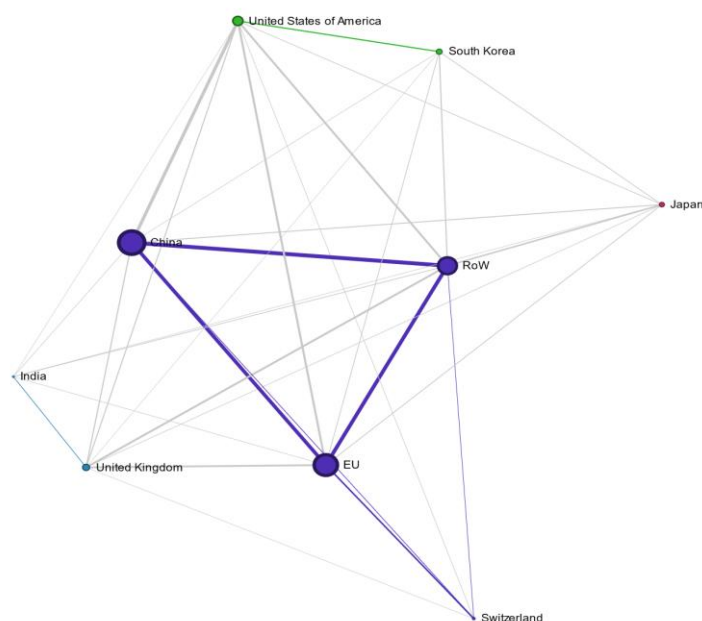 United States of America
South Korea
Japan
China
RoW
India
United Kingdom
EU
Switzerland